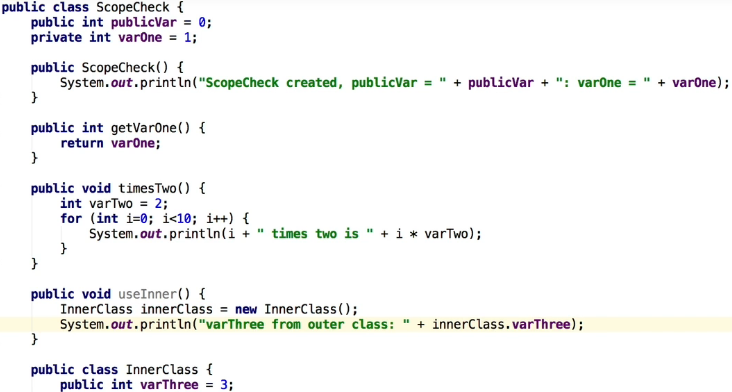 public class ScopeCheck {
public int publicVar = 0;
private int varOne = 1;
public ScopeCheck() {
System.out.println("ScopeCheck created, publicVar = " + publicVar + ": varOne = " + varOne);
}
public int getVarOne() {
return varOne;
}
public void timesTwo() {
int varTwo = 2;
for (int i=0; i<10; i++) {
System.out.println(i + " times two is " + i * varTwo);
}
}
public void useInner() {
InnerClass innerClass = new InnerClass();
System.out.println("varThree from outer class: " + innerClass.varThree);
}
public class InnerClass {
public int varThree = 3;